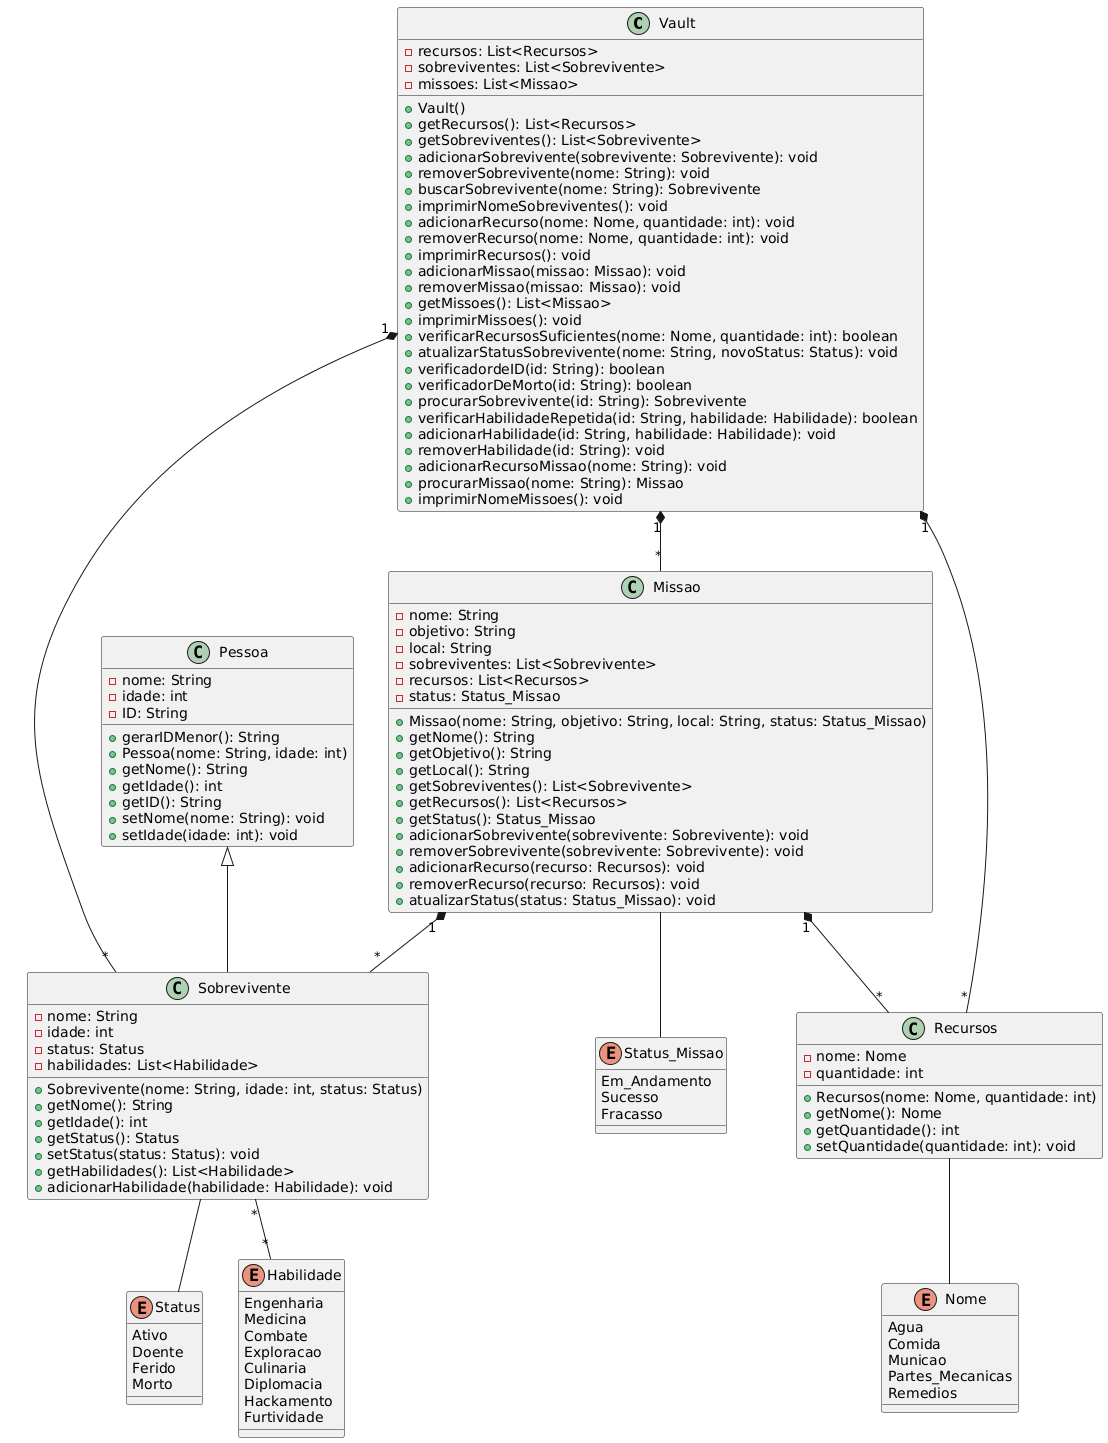 Vault
recursos: List<Recursos>
sobreviventes: List<Sobrevivente>
missoes: List<Missao>
Vault()
getRecursos(): List<Recursos>
getSobreviventes(): List<Sobrevivente>
adicionarSobrevivente(sobrevivente: Sobrevivente): void
removerSobrevivente(nome: String): void
buscarSobrevivente(nome: String): Sobrevivente
imprimirNomeSobreviventes(): void
adicionarRecurso(nome: Nome, quantidade: int): void
removerRecurso(nome: Nome, quantidade: int): void
imprimirRecursos(): void
adicionarMissao(missao: Missao): void
removerMissao(missao: Missao): void
getMissoes(): List<Missao>
imprimirMissoes(): void
verificarRecursosSuficientes(nome: Nome, quantidade: int): boolean
atualizarStatusSobrevivente(nome: String, novoStatus: Status): void
verificadordeID(id: String): boolean
verificadorDeMorto(id: String): boolean
procurarSobrevivente(id: String): Sobrevivente
verificarHabilidadeRepetida(id: String, habilidade: Habilidade): boolean
adicionarHabilidade(id: String, habilidade: Habilidade): void
removerHabilidade(id: String): void
adicionarRecursoMissao(nome: String): void
procurarMissao(nome: String): Missao
imprimirNomeMissoes(): void
1
1
1
*
Pessoa
nome: String
idade: int
ID: String
gerarIDMenor(): String
Pessoa(nome: String, idade: int)
getNome(): String
getIdade(): int
getID(): String
setNome(nome: String): void
setIdade(idade: int): void
Missao
nome: String
objetivo: String
local: String
sobreviventes: List<Sobrevivente>
recursos: List<Recursos>
status: Status_Missao
Missao(nome: String, objetivo: String, local: String, status: Status_Missao)
getNome(): String
getObjetivo(): String
getLocal(): String
getSobreviventes(): List<Sobrevivente>
getRecursos(): List<Recursos>
getStatus(): Status_Missao
adicionarSobrevivente(sobrevivente: Sobrevivente): void
removerSobrevivente(sobrevivente: Sobrevivente): void
adicionarRecurso(recurso: Recursos): void
removerRecurso(recurso: Recursos): void
atualizarStatus(status: Status_Missao): void
1
1
*
*
*
*
Sobrevivente
nome: String
idade: int
status: Status
habilidades: List<Habilidade>
Sobrevivente(nome: String, idade: int, status: Status)
getNome(): String
getIdade(): int
getStatus(): Status
setStatus(status: Status): void
getHabilidades(): List<Habilidade>
adicionarHabilidade(habilidade: Habilidade): void
Status_Missao
Em_Andamento
Sucesso
Fracasso
Recursos
nome: Nome
quantidade: int
Recursos(nome: Nome, quantidade: int)
getNome(): Nome
getQuantidade(): int
setQuantidade(quantidade: int): void
*
*
Status
Ativo
Doente
Ferido
Morto
Habilidade
Engenharia
Medicina
Combate
Exploracao
Culinaria
Diplomacia
Hackamento
Furtividade
Nome
Agua
Comida
Municao
Partes_Mecanicas
Remedios